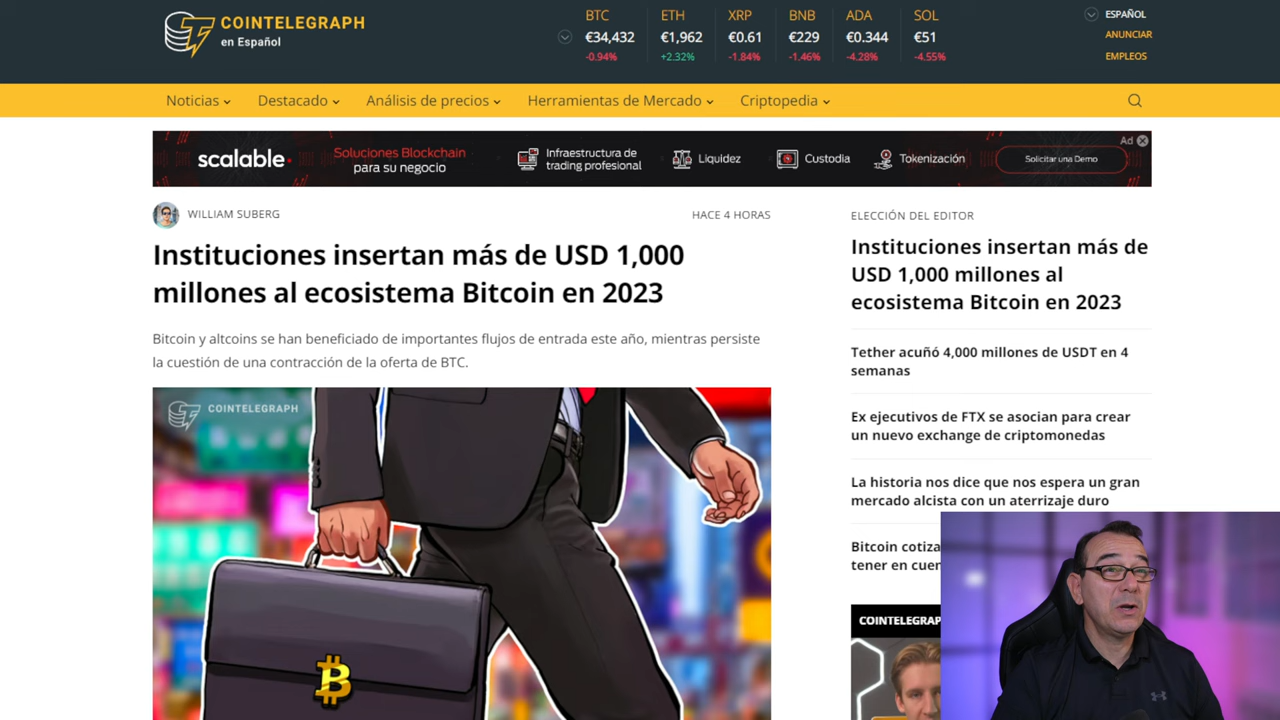 COINTELEGRAPH
en Español
BTC
€34,432
-0.94%
ETH
€1,962
+2.32%
XRP
€0.61
-1.84%
BNB
€229
-1.46%
ADA
€0.344
-4.28%
SOL
€51
-4.55%
ESPAÑOL
ANUNCIAR
EMPLEOS
Noticias
Destacado
Análisis de precios
Herramientas de Mercado
Criptopedia
scalable
Soluciones Blockchain
para su negocio
Infraestructura de
trading profesional
Liquidez
Custodia
Tokenización
Solicitar una Demo
Ad
WILLIAM SUBERG
HACE 4 HORAS
Instituciones insertan más de USD 1,000
millones al ecosistema Bitcoin en 2023
Bitcoin y altcoins se han beneficiado de importantes flujos de entrada este año, mientras persiste
la cuestión de una contracción de la oferta de BTC.
COINTELEGRAPH
ELECCIÓN DEL EDITOR
Instituciones insertan más de
USD 1,000 millones al
ecosistema Bitcoin en 2023
Tether acuñó 4,000 millones de USDT en 4
semanas
Ex ejecutivos de FTX se asocian para crear
un nuevo exchange de criptomonedas
La historia nos dice que nos espera un gran
mercado alcista con un aterrizaje duro
Bitcoin cotiza
tener en cuen
COINTELEGRAP